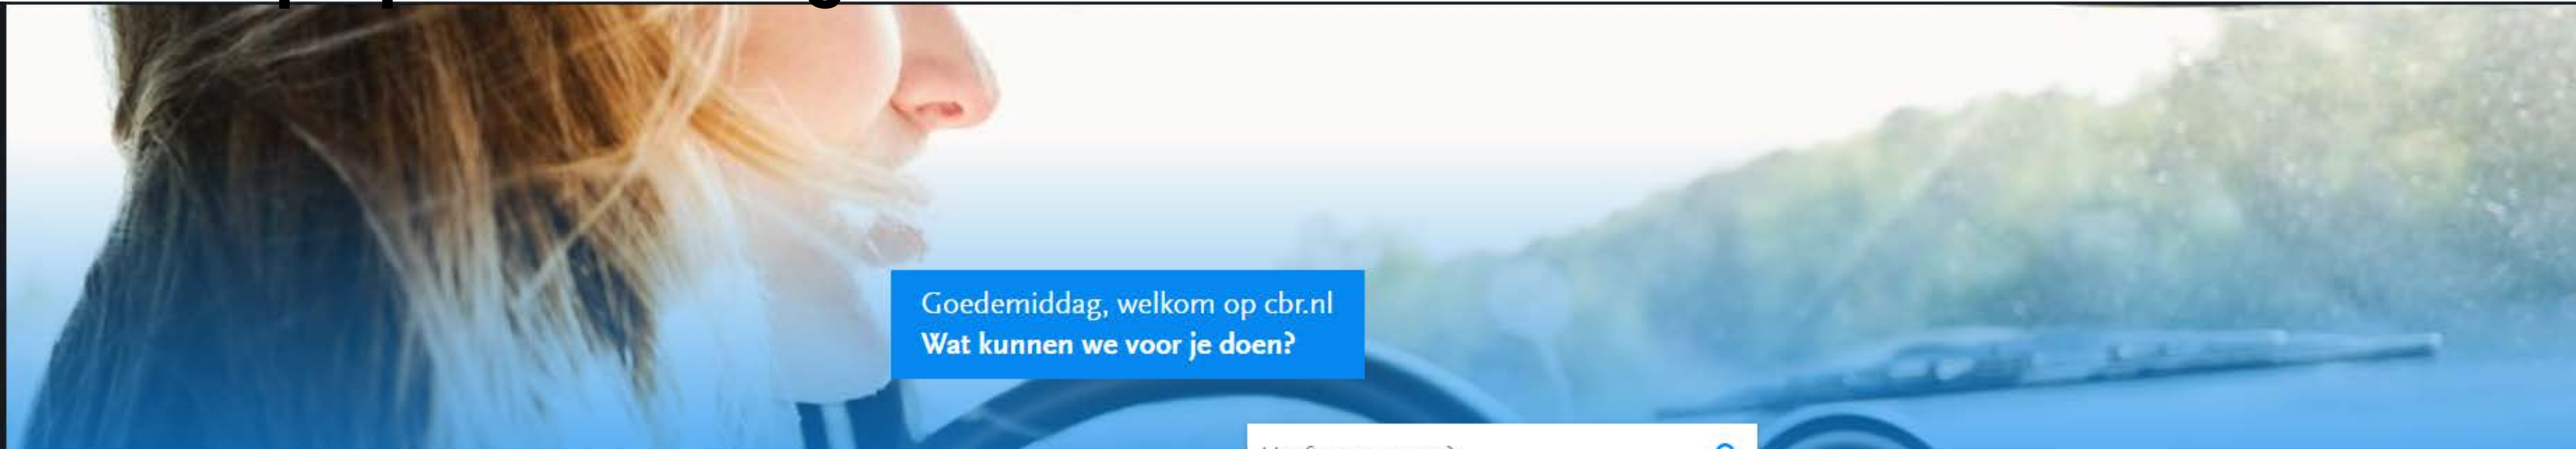 Goedemiddag, welkom op cbr.nl
Wat kunnen we voor je doen?